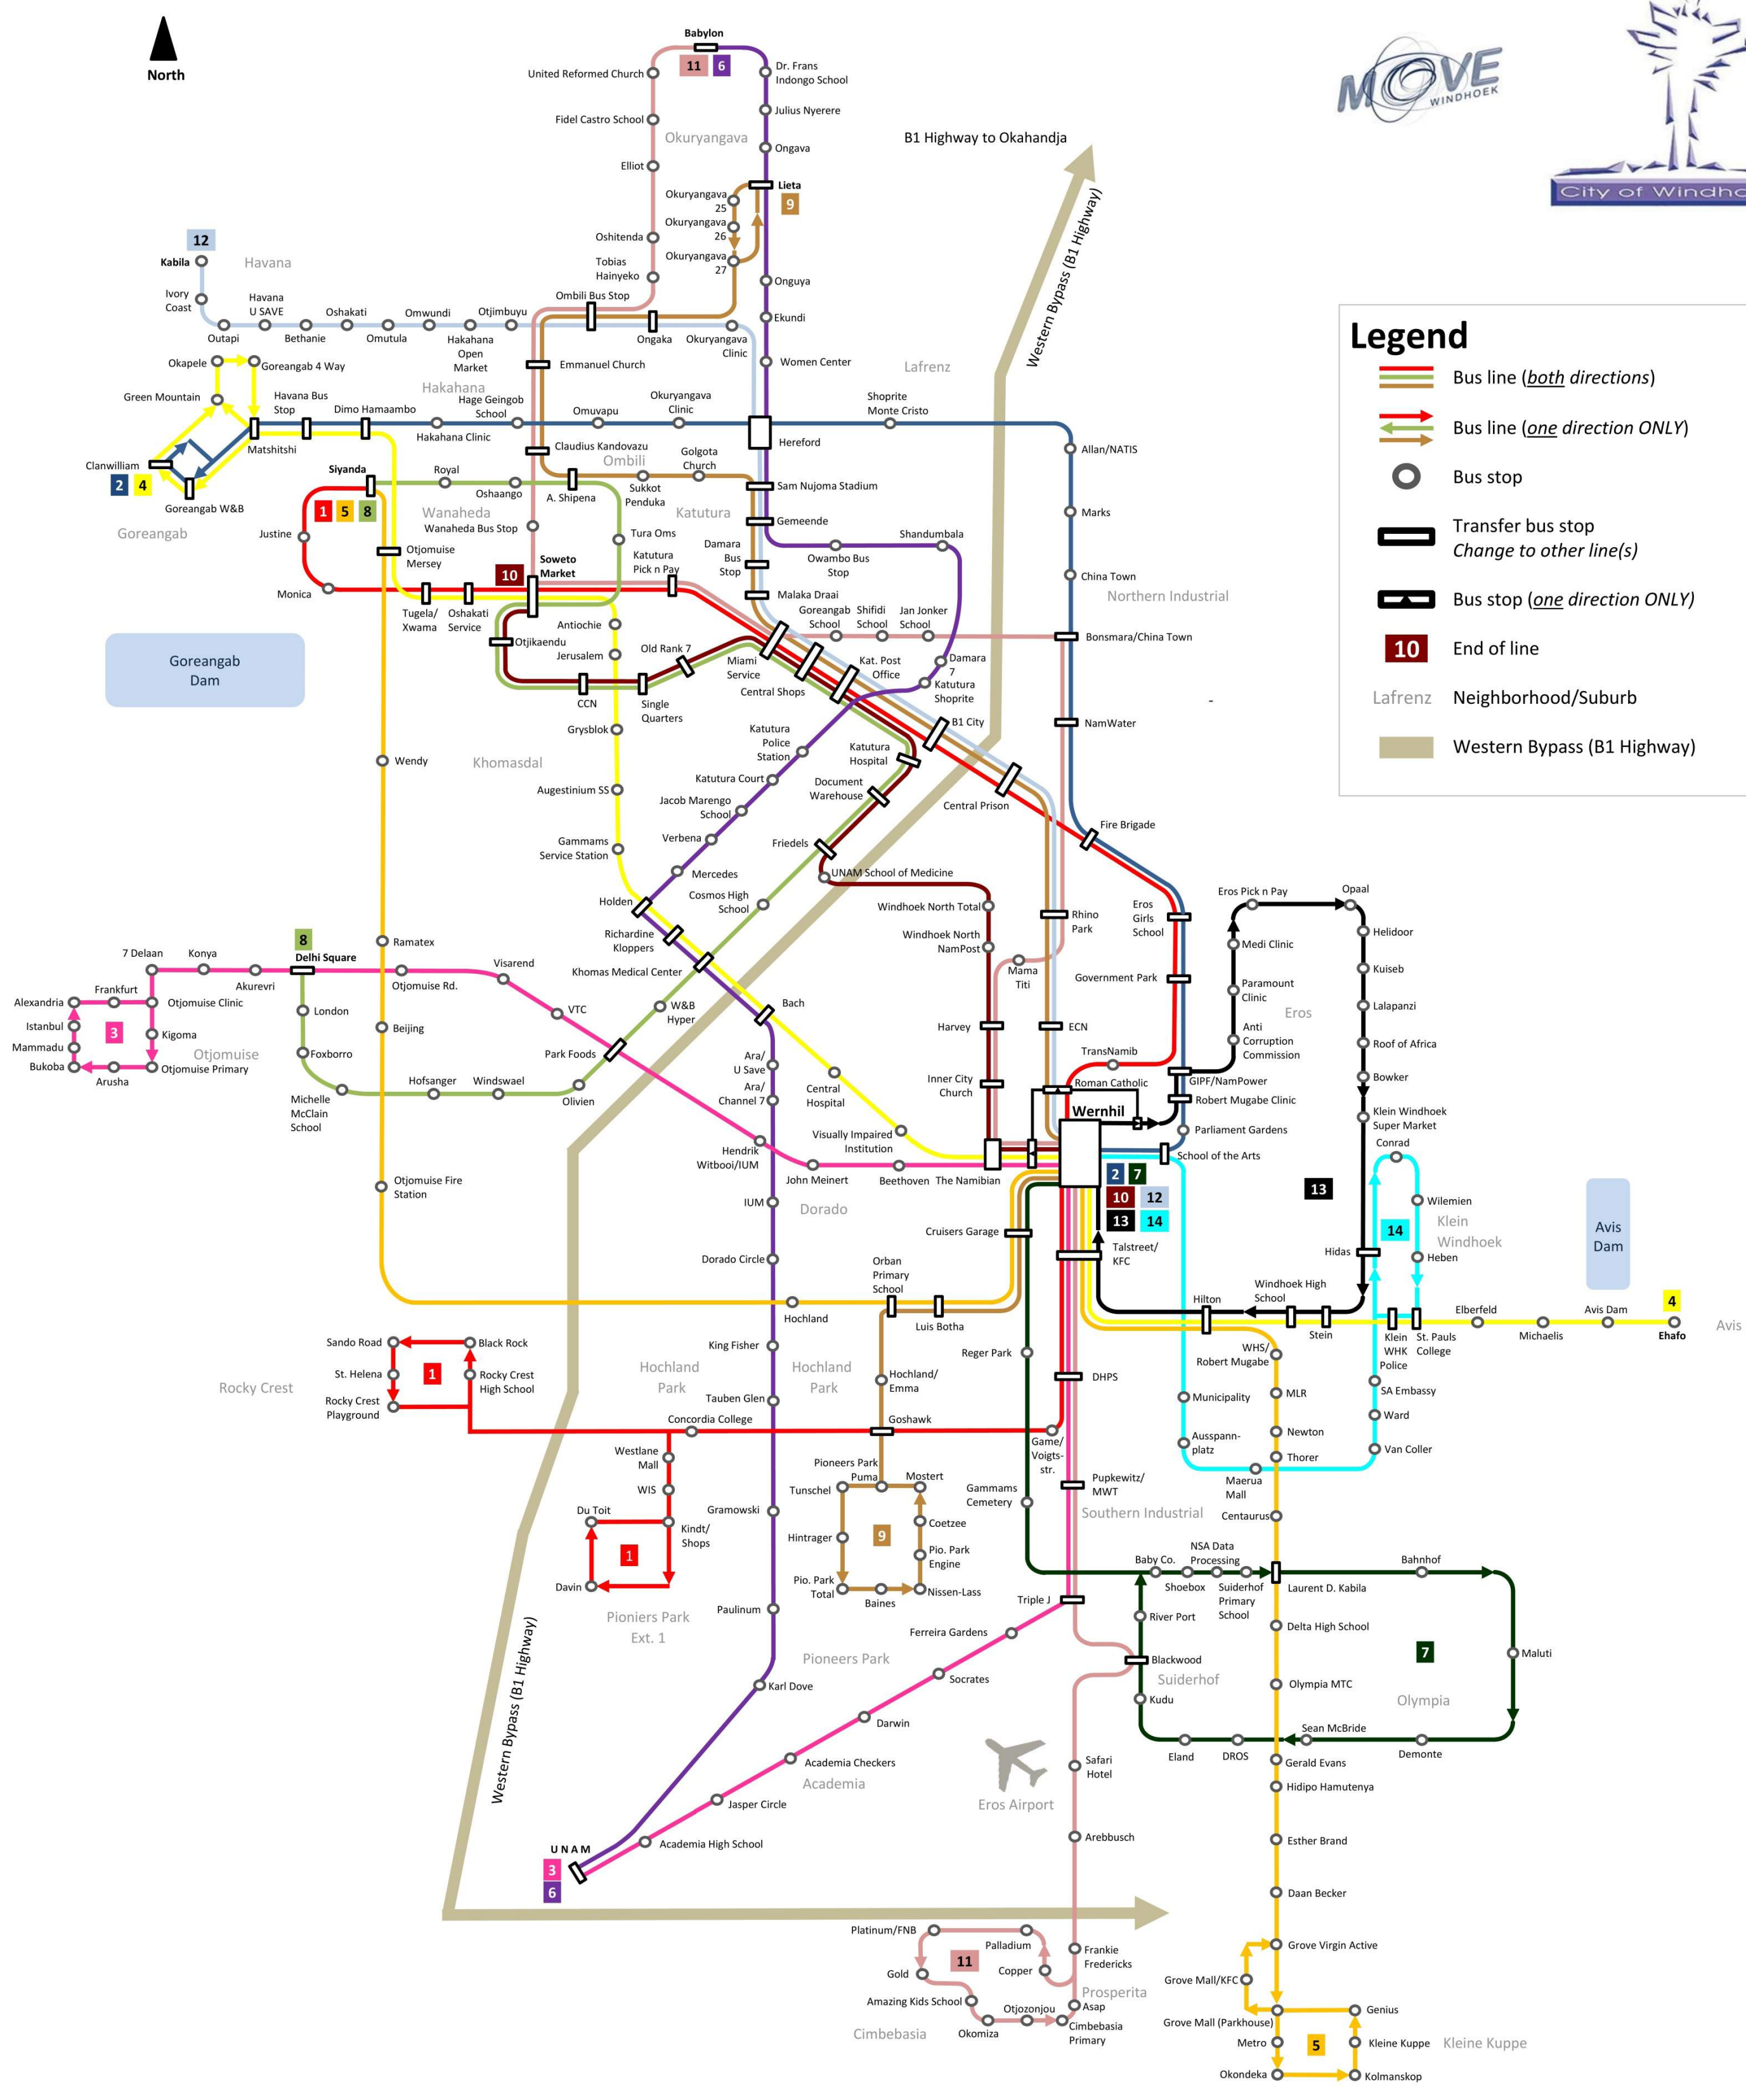 North
MOVE
WINDHOEK
City of Windho
Babylon
11
6
United Reformed Church
Dr. Frans
Indongo School
Fidel Castro School
Julius Nyerere
Okuryangava
B1 Highway to Okahandja
Ongava
Elliot
Lieta
9
Okuryangava
25
Okuryangava
26
Okuryangava
27
Western Bypass (B1 Highway)
12
Kabila
Havana
Oshitenda
Tobias
Hainyeko
Onguya
Ivory
Coast
Havana
U SAVE
Oshakati
Omwundi
Otjimbuyu
Ombili Bus Stop
Ekundi
Outapi
Bethanie
Omutula
Hakahana
Open
Market
Ongaka
Okuryangava
Clinic
Okapele
Goreangab 4 Way
Emmanuel Church
Women Center
Lafrenz
Green Mountain
Havana Bus
Stop
Dimo Hamaambo
Hakahana
Hage Geingob
School
Omuvapu
Okuryangava
Clinic
Shoprite
Monte Cristo
Matshitshi
Hakahana Clinic
Hereford
Claudius Kandovazu
Allan/NATIS
Clanwilliam
2
4
Goreangab W&B
Goreangab
Siyanda
1
5
8
Royal
Oshaango
Ombili
A. Shipena
Sukkot
Penduka
Golgota
Church
Sam Nujoma Stadium
Wanaheda
Wanaheda Bus Stop
Katutura
Gemeende
Marks
Justine
Tura Oms
Otjomuise
Mersey
Soweto
Market
10
Katutura
Pick n Pay
Damara
Bus
Stop
Owambo Bus
Stop
Shandumbala
China Town
Monica
Tugela/
Xwama
Oshakati
Service
Malaka Draai
Northern Industrial
Goreangab
School
Shifidi
School
Jan Jonker
School
Bonsmara/China Town
Antiochie
Otjikaendu
Jerusalem
Old Rank 7
Miami
Service
Central Shops
Kat. Post
Office
Damara
7
Katutura
Shoprite
CCN
Single
Quarters
Goreangab
Dam
Grysblok
B1 City
NamWater
Katutura
Police
Station
Katutura
Hospital
Wendy
Khomasdal
Augestinium SS
Katutura Court
Document
Warehouse
Central Prison
Jacob Marengo
School
Fire Brigade
Gammams
Service Station
Verbena
Friedels
Mercedes
UNAM School of Medicine
Holden
Cosmos High
School
Windhoek North Total
Rhino
Park
Eros
Girls
School
Eros Pick n Pay
Opaal
Helidoor
Richardine
Kloppers
Windhoek North
NamPost
Medi Clinic
Kuiseb
Khomas Medical Center
Mama
Titi
Government Park
Paramount
Clinic
Lalapanzi
Eros
Anti
Corruption
Commission
Roof of Africa
Bowker
Klein Windhoek
Super Market
7 Delaan
Konya
8
Delhi Square
Ramatex
Akurevri
Otjomuise Rd.
Visarend
Alexandria
Frankfurt
Otjomuise Clinic
Istanbul
3
Kigoma
Mammadu
Otjomuise
Bukoba
Arusha
Otjomuise Primary
London
Foxborro
Beijing
VTC
W&B
Hyper
Bach
Park Foods
Harvey
ECN
TransNamib
Michelle
McClain
School
Hofsanger
Windswael
Olivien
Ara/
U Save
Ara/
Channel 7
Central
Hospital
Inner City
Church
Roman Catholic
GIPF/NamPower
Robert Mugabe Clinic
Wernhil
Parliament Gardens
Visually Impaired
Institution
School of the Arts
Conrad
Hendrik
Witbooi/IUM
John Meinert
Beethoven
The Namibian
2
7
10
12
13
14
13
Wilemien
Klein
Windhoek
14
Avis
Dam
Otjomuise Fire
Station
IUM
Dorado
Cruisers Garage
Talstreet/
KFC
Hidas
Heben
Dorado Circle
Orban
Primary
School
Windhoek High
School
Hilton
Stein
Klein
WHK
Police
St. Pauls
College
Elberfeld
Michaelis
Avis Dam
4
Ehafo
Avis
Hochland
Luis Botha
Sando Road
Black Rock
King Fisher
Reger Park
WHS/
Robert Mugabe
St. Helena
1
Rocky Crest
High School
Rocky Crest
Hochland
Park
Hochland
Park
Hochland/
Emma
DHPS
Municipality
MLR
SA Embassy
Rocky Crest
Playground
Tauben Glen
Concordia College
Goshawk
Game/
Voigts-
str.
Ausspann-
platz
Newton
Ward
Thorer
Van Coller
Maerua
Mall
Westlane
Mall
WIS
Pioneers Park
Puma
Mostert
Tunschel
Pupkewitz/
MWT
Gammams
Cemetery
Southern Industrial
Centaurus
Du Toit
Kindt/
Shops
Gramowski
Hintrager
9
Coetzee
Pio. Park
Engine
1
Davin
Pio. Park
Total
Baines
Nissen-Lass
Baby Co.
NSA Data
Processing
Shoebox
Suiderhof
Primary
School
Laurent D. Kabila
Bahnhof
Pioniers Park
Ext. 1
Paulinum
Triple J
River Port
Delta High School
Ferreira Gardens
7
Maluti
Pioneers Park
Blackwood
Suiderhof
Karl Dove
Socrates
Kudu
Olympia MTC
Olympia
Darwin
Sean McBride
Western Bypass (B1 Highway)
Academia Checkers
Academia
Safari
Hotel
Eland
DROS
Gerald Evans
Demonte
Jasper Circle
Eros Airport
Hidipo Hamutenya
Academia High School
Arebbusch
Esther Brand
UNAM
3
6
Daan Becker
Platinum/FNB
Palladium
Frankie
Fredericks
Grove Virgin Active
11
Gold
Copper
Prosperita
Grove Mall/KFC
Amazing Kids School
Otjozonjou
Asap
Cimbebasia
Okomiza
Cimbebasia
Primary
Grove Mall (Parkhouse)
Genius
Metro
5
Kleine Kuppe
Kleine Kuppe
Okondeka
Kolmanskop
Legend
Bus line (both directions)
Bus line (one direction ONLY)
Bus stop
Transfer bus stop
Change to other line(s)
Bus stop (one direction ONLY)
10
End of line
Lafrenz
Neighborhood/Suburb
Western Bypass (B1 Highway)
-